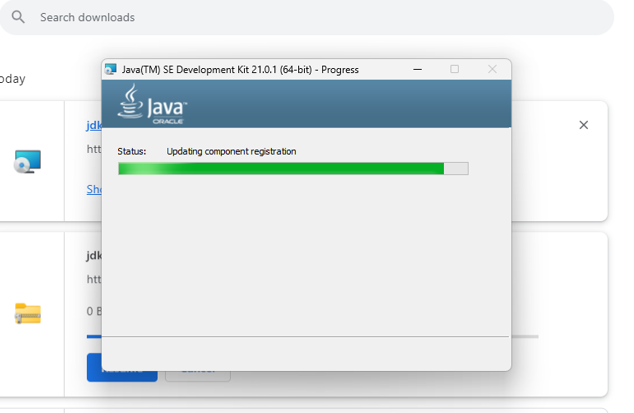 Search downloads
oday
Java(TM) SE Development Kit 21.0.1 (64-bit) - Progress
Java™
ORACLE
Status: Updating component registration
jdk
htt
Sho
jdk
htt
0 B